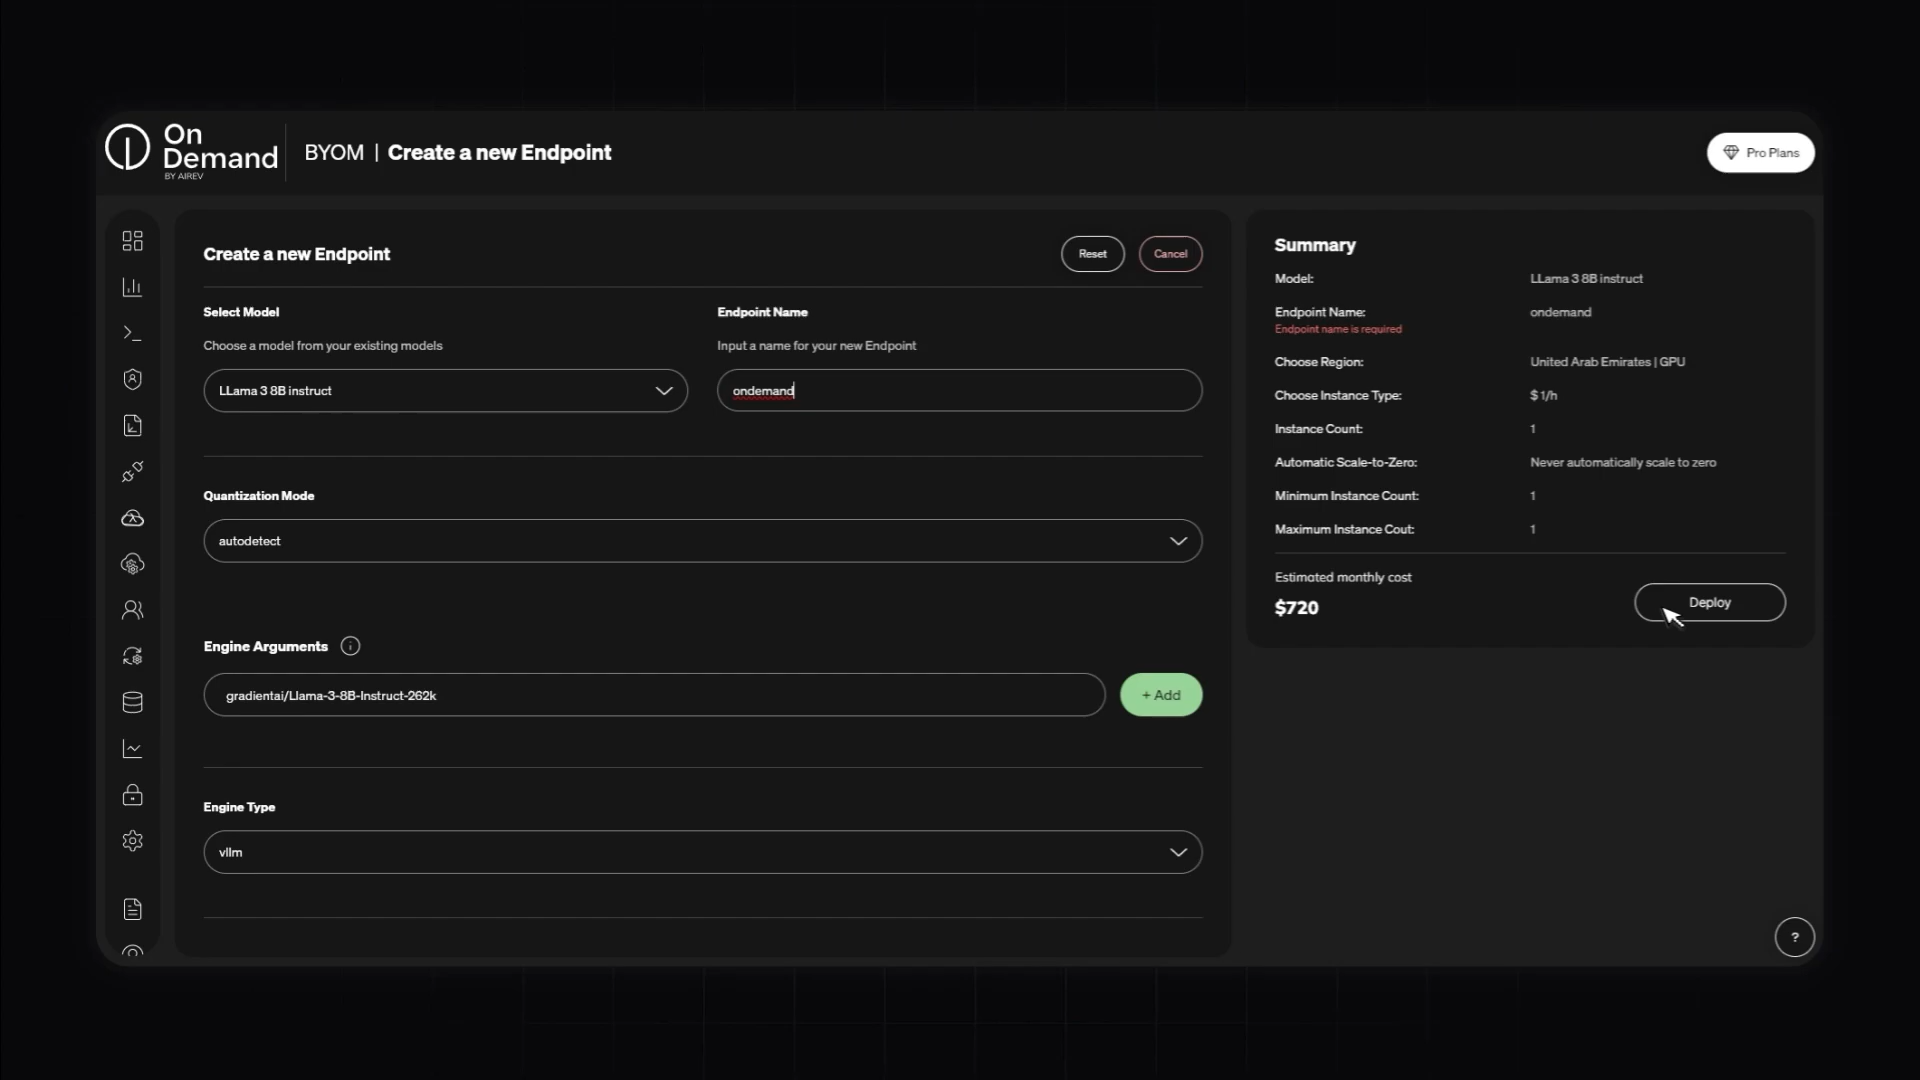 On
Demand
BY AIREV
BYOM | Create a new Endpoint
Pro Plans
Create a new Endpoint
Reset
Cancel
Select Model
Endpoint Name
Choose a model from your existing models
Input a name for your new Endpoint
LLama 3 8B instruct
ondemand
Quantization Mode
autodetect
Engine Arguments
gradientai/Llama-3-8B-Instruct-262k
+ Add
Engine Type
vllm
Summary
Model: LLama 3 8B instruct
Endpoint Name: ondemand
Endpoint name is required
Choose Region: United Arab Emirates | GPU
Choose Instance Type: $ 1/h
Instance Count: 1
Automatic Scale-to-Zero: Never automatically scale to zero
Minimum Instance Count: 1
Maximum Instance Cout: 1
Estimated monthly cost
$720
Deploy
?